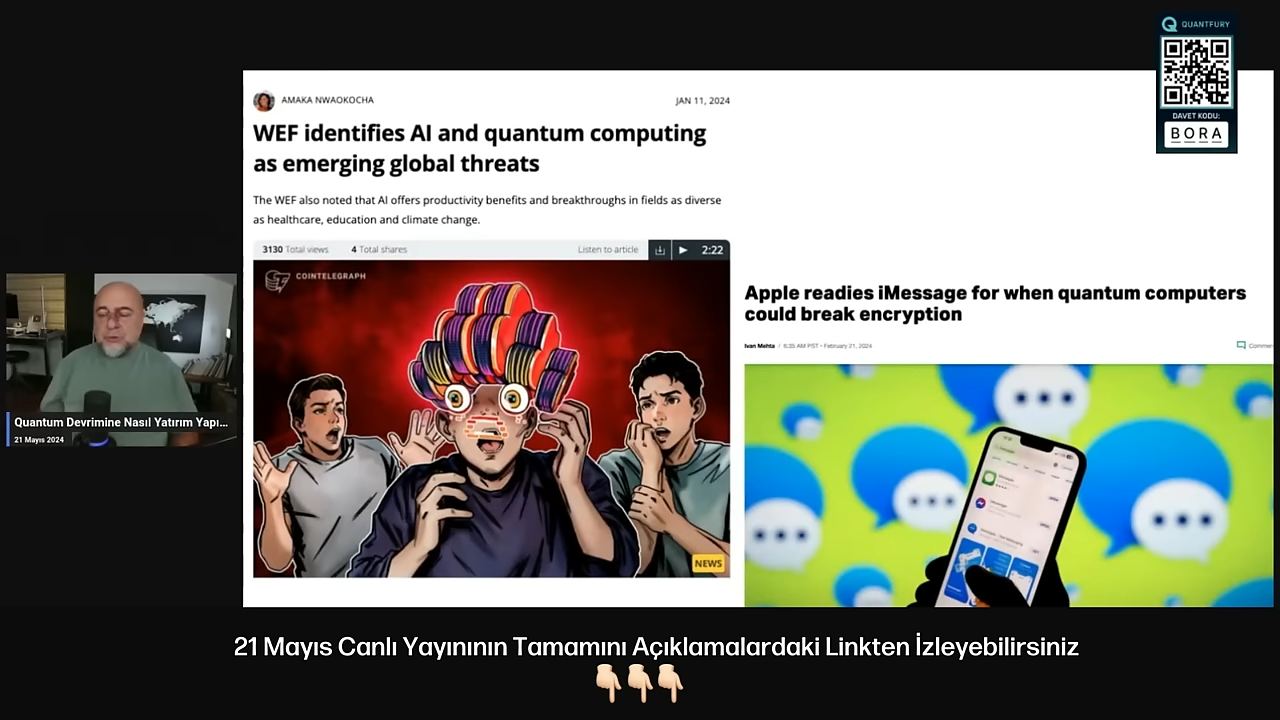 QUANTFURY
DAVET KODU:
BORA
AMAKA NWAOKOCHA
JAN 11, 2024
WEF identifies AI and quantum computing
as emerging global threats
The WEF also noted that AI offers productivity benefits and breakthroughs in fields as diverse
as healthcare, education and climate change.
3130 Total views
4 Total shares
Listen to article
2:22
COINTELEGRAPH
NEWS
Apple readies iMessage for when quantum computers
could break encryption
Ivan Mehta / 6:35 AM PST • February 21, 2024
Quantum Devrimine Nasıl Yatırım Yapı...
21 Mayıs 2024
21 Mayıs Canlı Yayınının Tamamını Açıklamalardaki Linkten İzleyebilirsiniz